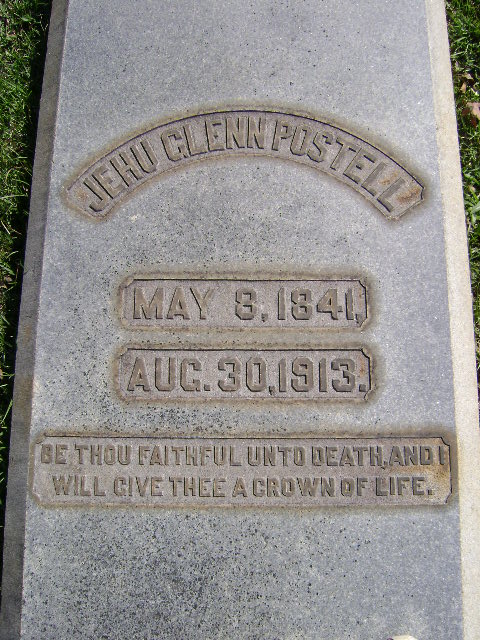 JEHU GLENN POSTELL
MAY 8, 1841,
AUG. 30, 1913.
BE THOU FAITHFUL UNTO DEATH, AND I
WILL GIVE THEE A CROWN OF LIFE.